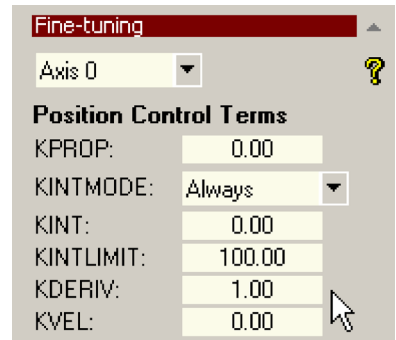 Fine-tuning
Axis 0
Position Control Terms
KPROP: 0.00
KINTMODE: Always
KINT: 0.00
KINTLIMIT: 100.00
KDERIV: 1.00
KVEL: 0.00